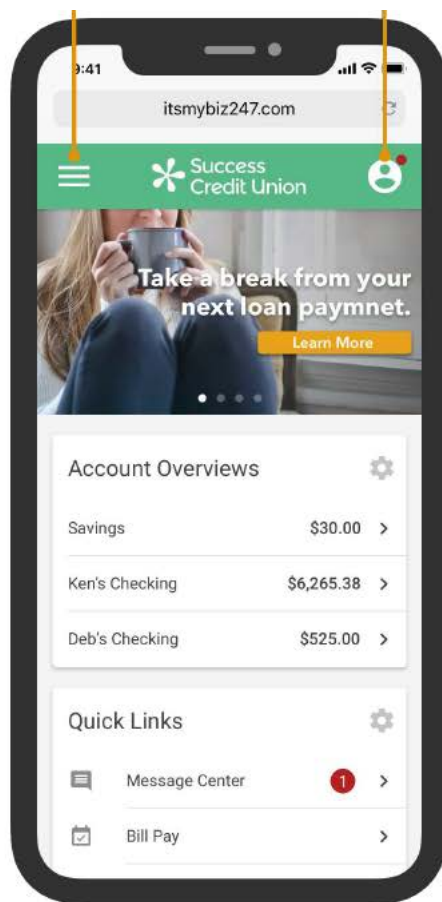 9:41
itsmybiz247.com
Success
Credit Union
Take a break from your
next loan paymnet.
Learn More
Account Overviews
Savings $30.00
Ken's Checking $6,265.38
Deb's Checking $525.00
Quick Links
Message Center 1
Bill Pay